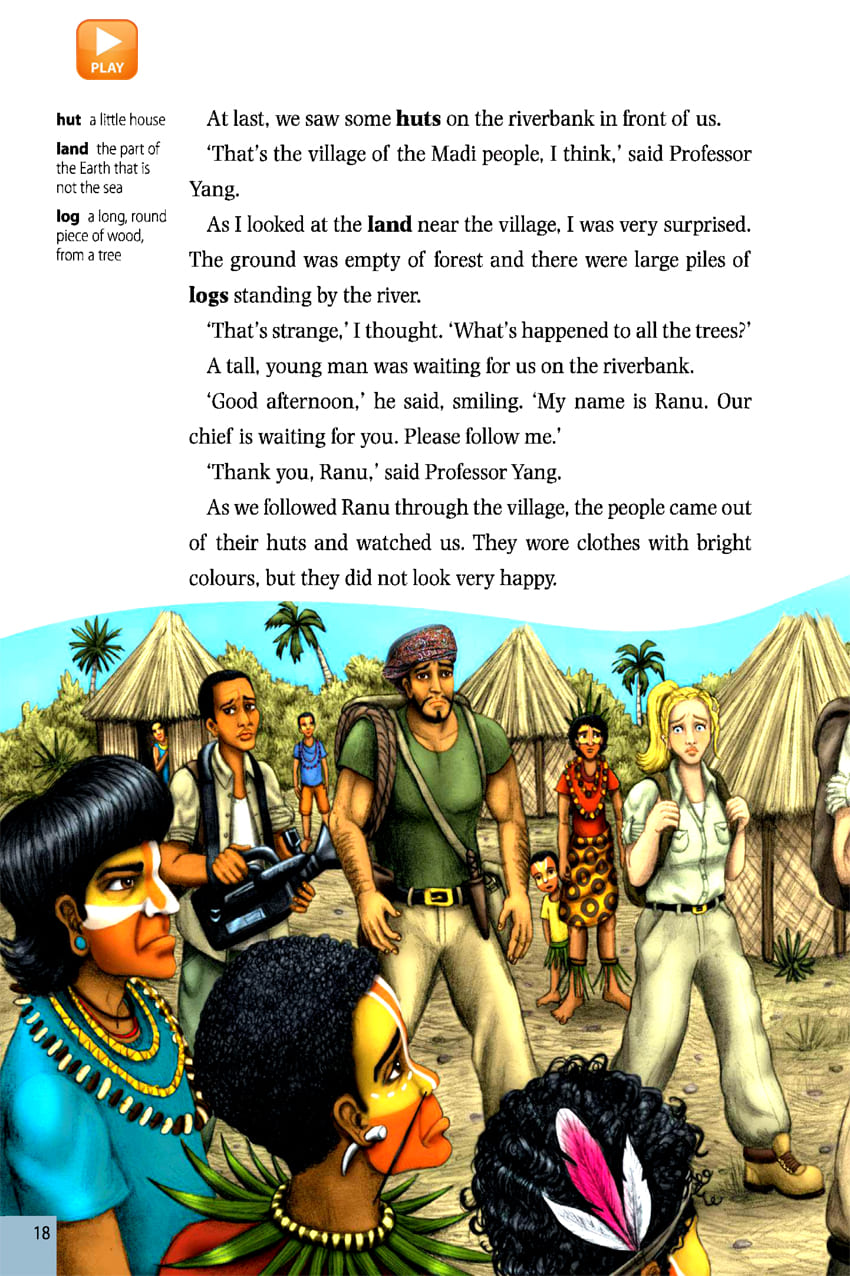 PLAY
hut a little house
land the part of
the Earth that is
not the sea
log a long, round
piece of wood,
from a tree
At last, we saw some huts on the riverbank in front of us.
‘That’s the village of the Madi people, I think,’ said Professor
Yang.
As I looked at the land near the village, I was very surprised.
The ground was empty of forest and there were large piles of
logs standing by the river.
‘That’s strange,’ I thought. ‘What’s happened to all the trees?’
A tall, young man was waiting for us on the riverbank.
‘Good afternoon,’ he said, smiling. ‘My name is Ranu. Our
chief is waiting for you. Please follow me.’
‘Thank you, Ranu,’ said Professor Yang.
As we followed Ranu through the village, the people came out
of their huts and watched us. They wore clothes with bright
colours, but they did not look very happy.
18